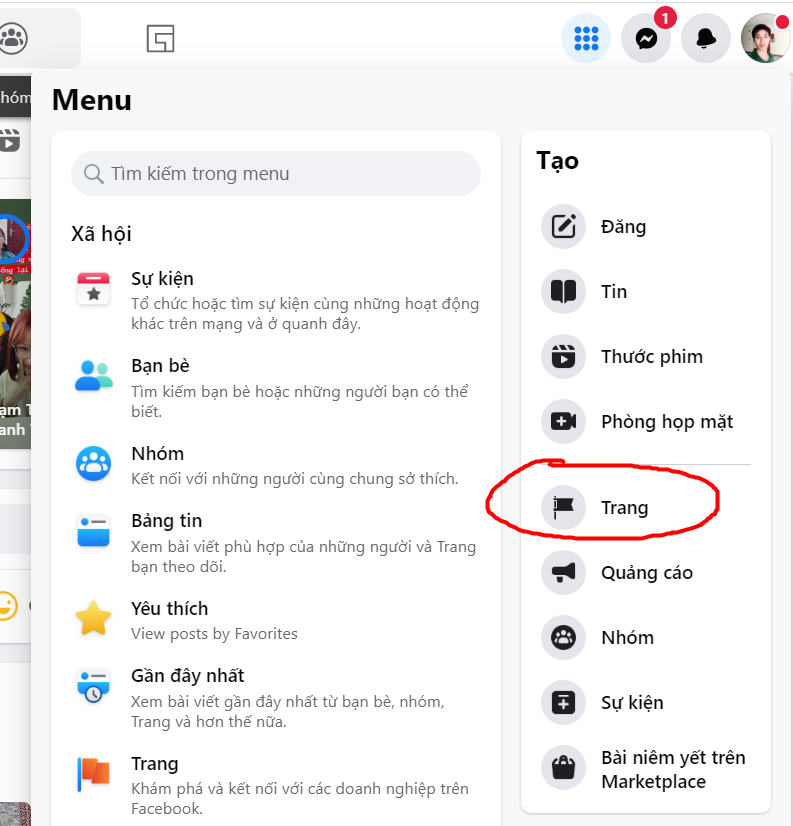 1
Menu
Tìm kiếm trong menu
Xã hội
Sự kiện
Tổ chức hoặc tìm sự kiện cùng những hoạt động
khác trên mạng và ở quanh đây.
Bạn bè
Tìm kiếm bạn bè hoặc những người bạn có thể
biết.
Nhóm
Kết nối với những người cùng chung sở thích.
Bảng tin
Xem bài viết phù hợp của những người và Trang
bạn theo dõi.
Yêu thích
View posts by Favorites
Gần đây nhất
Xem bài viết gần đây nhất từ bạn bè, nhóm,
Trang và hơn thế nữa.
Trang
Khám phá và kết nối với các doanh nghiệp trên
Facebook.
Tạo
Đăng
Tin
Thước phim
Phòng họp mặt
Trang
Quảng cáo
Nhóm
Sự kiện
Bài niêm yết trên
Marketplace